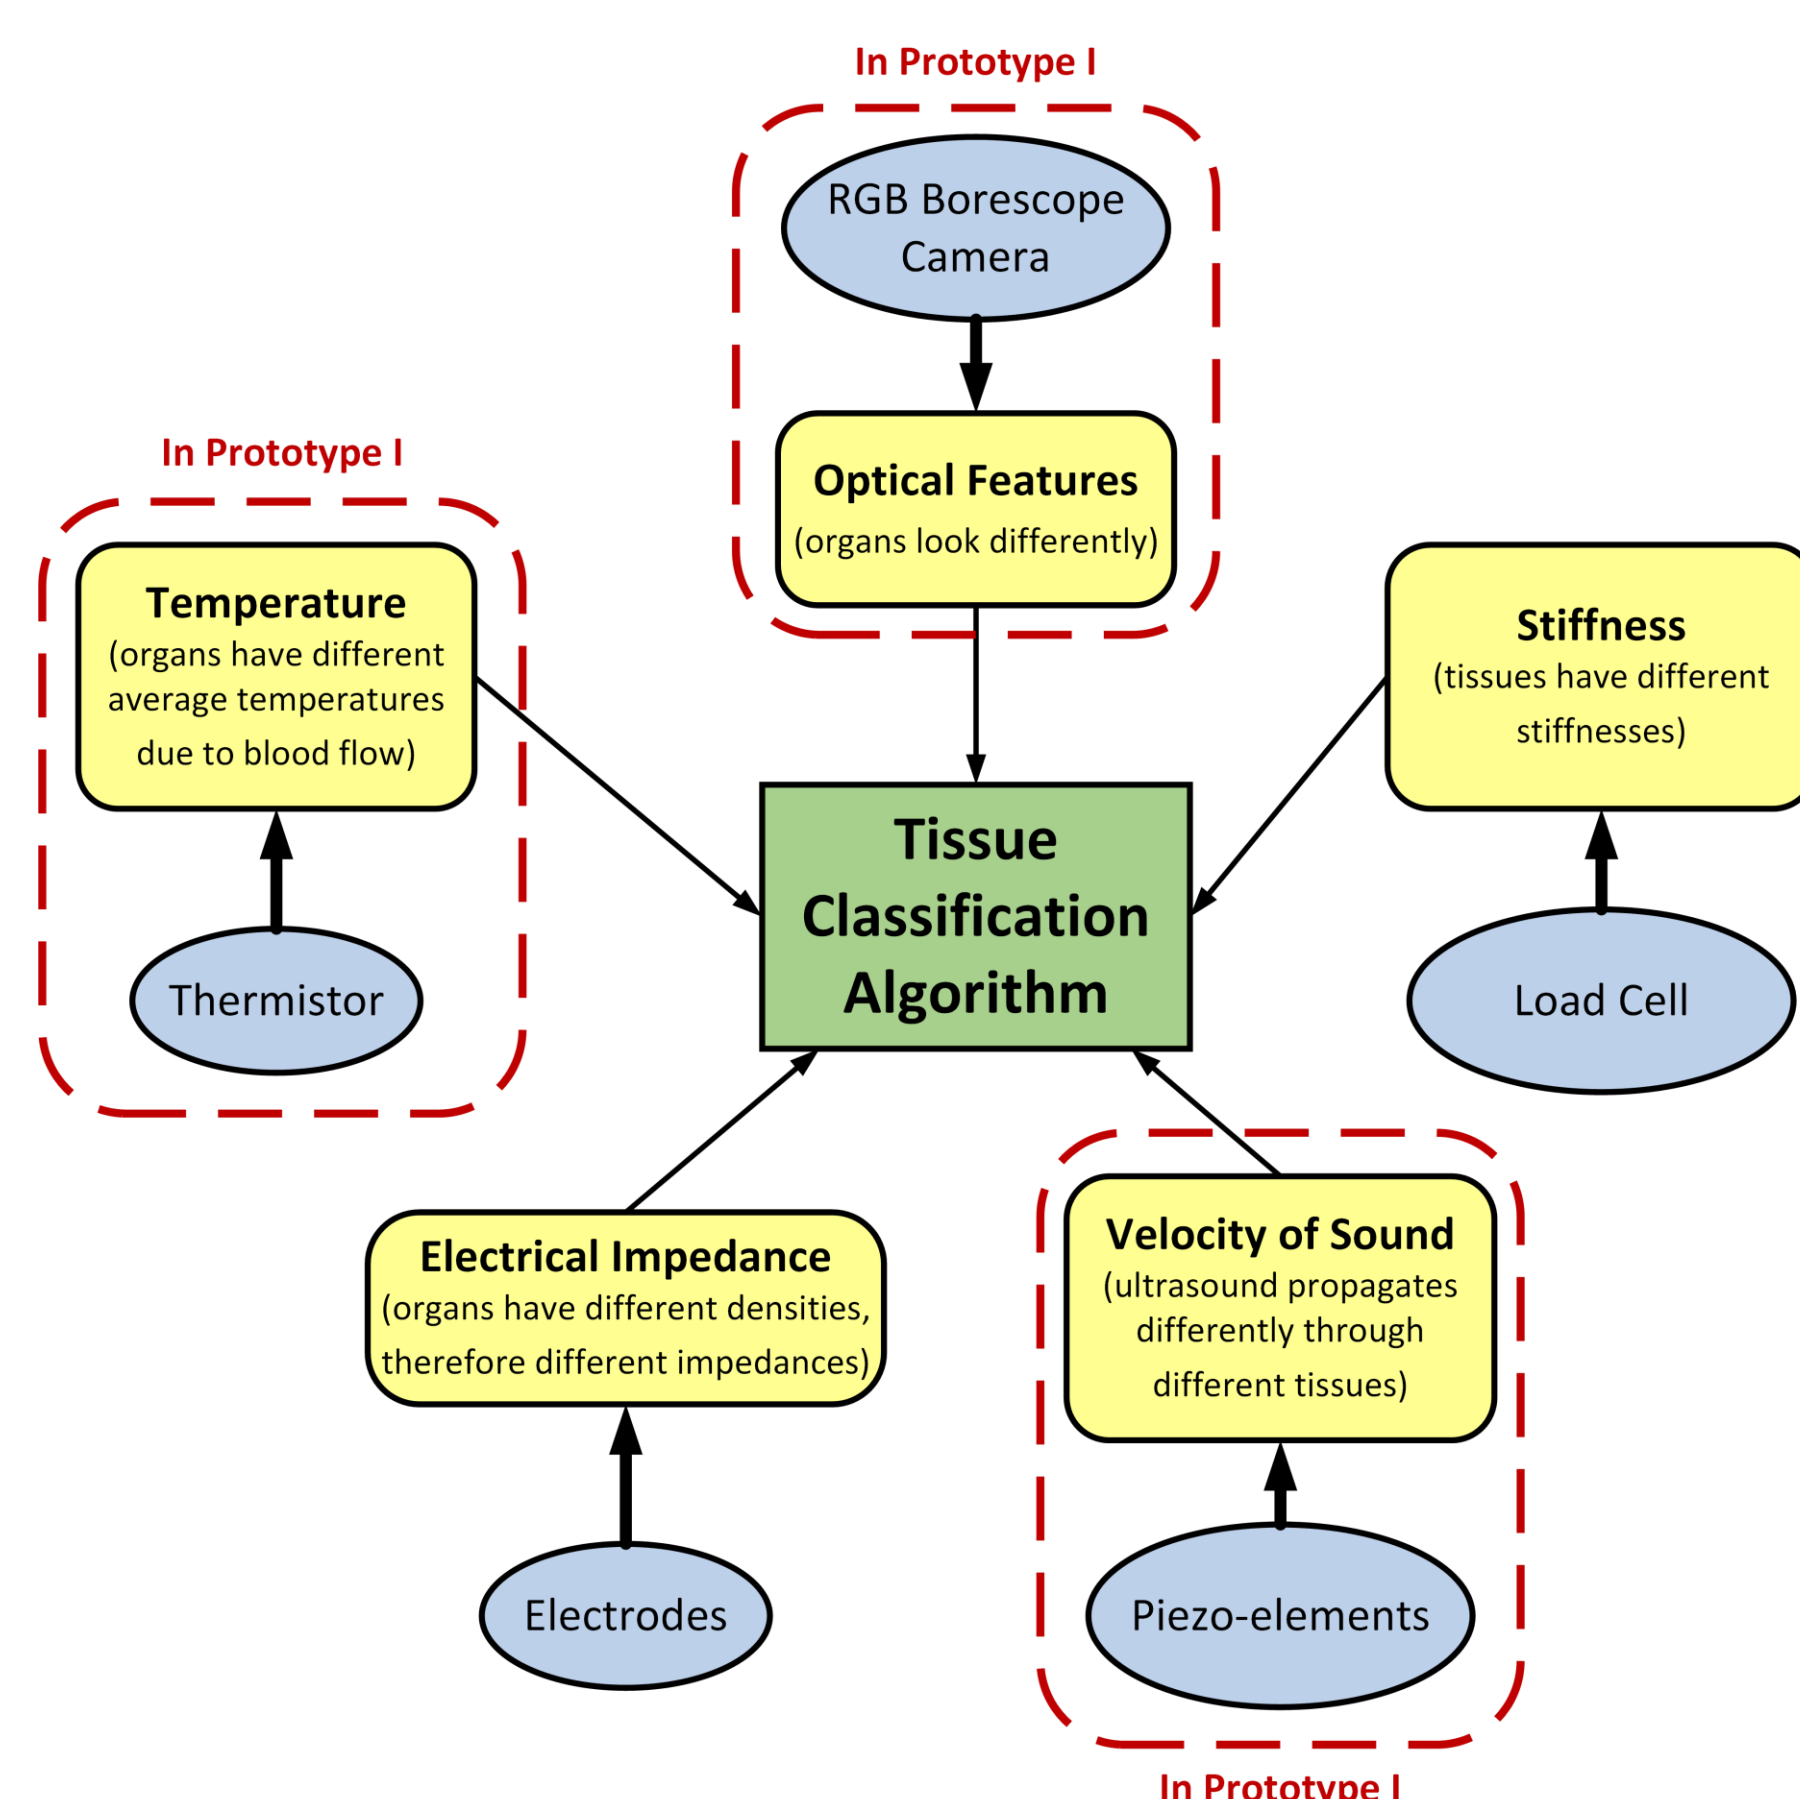 In Prototype I
RGB Borescope
Camera
Optical Features
(organs look differently)
In Prototype I
Temperature
(organs have different
average temperatures
due to blood flow)
Thermistor
Stiffness
(tissues have different
stiffnesses)
Load Cell
Tissue
Classification
Algorithm
Electrical Impedance
(organs have different densities,
therefore different impedances)
Electrodes
Velocity of Sound
(ultrasound propagates
differently through
different tissues)
Piezo-elements
In Prototype I